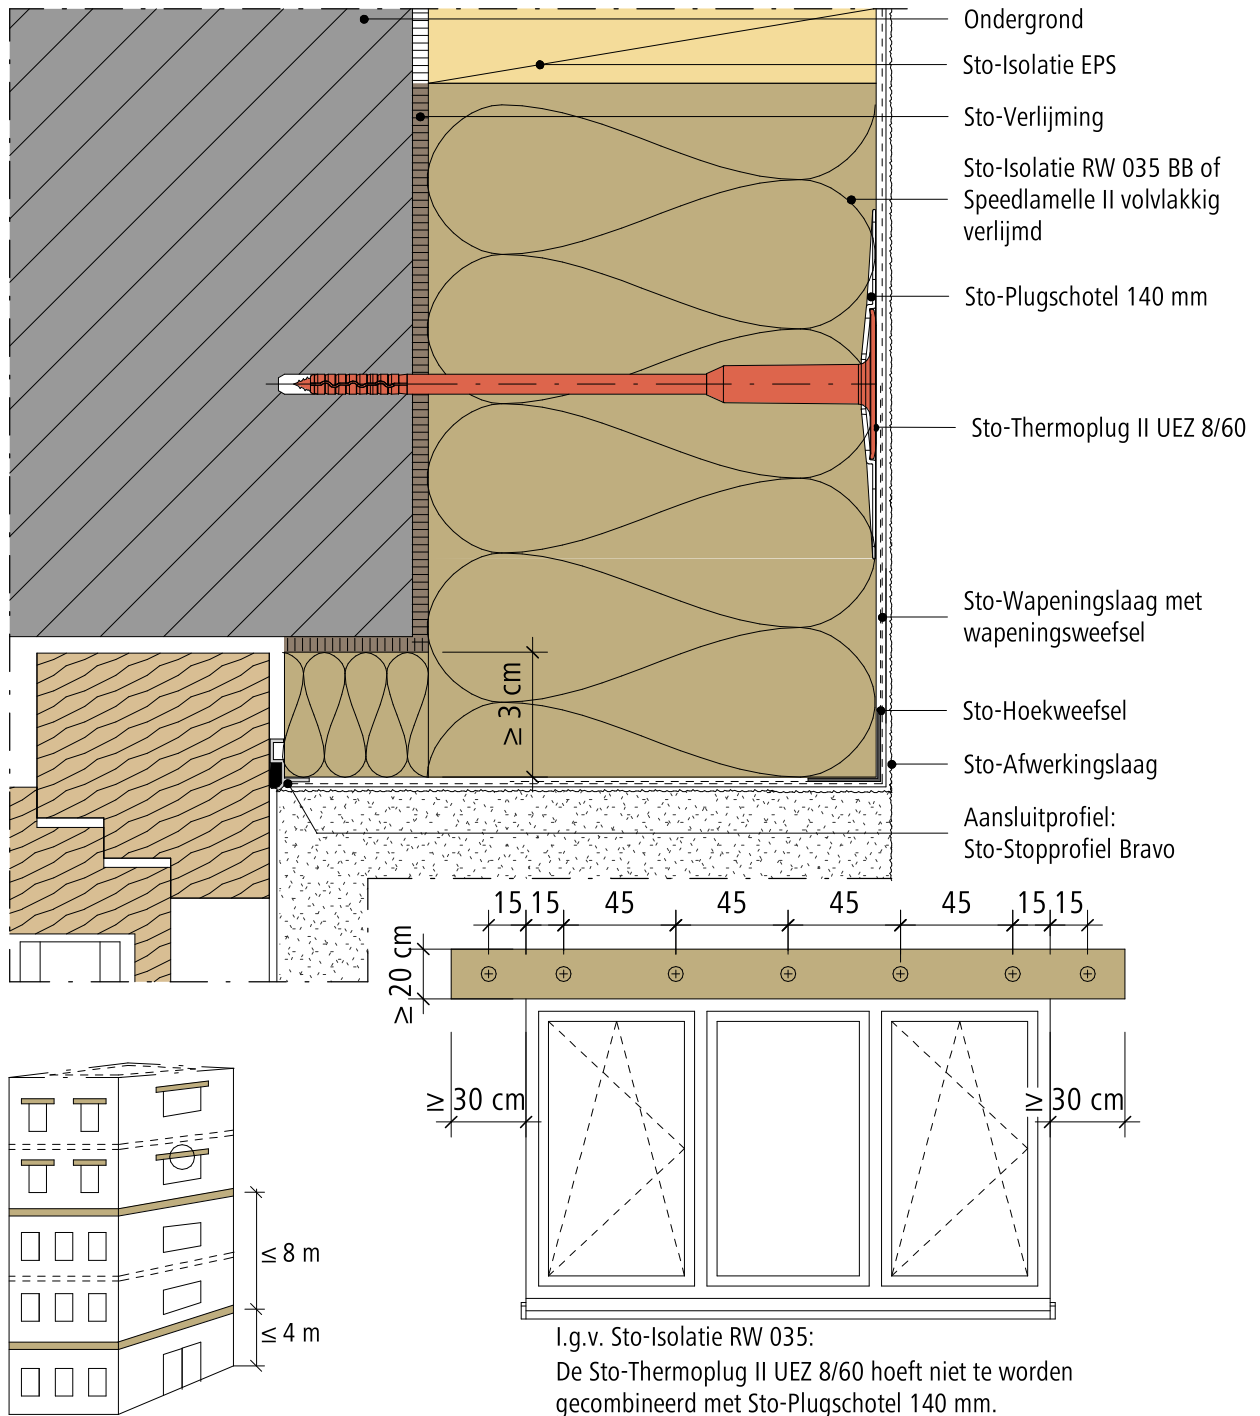 Ondergrond
Sto-Isolatie EPS
Sto-Verlijming
Sto-Isolatie RW 035 BB of
Speedlamelle II volvlakkig
verlijmd
Sto-Plugschotel 140 mm
Sto-Thermoplug II UEZ 8/60
Sto-Wapeningslaag met
wapeningsweefsel
≥ 3 cm
Sto-Hoekweefsel
Sto-Afwerkingslaag
Aansluitprofiel:
Sto-Stopprofiel Bravo
15 15 45 45 45 45 15 15
≥ 20 cm
≥ 30 cm ≥ 30 cm
≤ 8 m
≤ 4 m
I.g.v. Sto-Isolatie RW 035:
De Sto-Thermoplug II UEZ 8/60 hoeft niet te worden
gecombineerd met Sto-Plugschotel 140 mm.